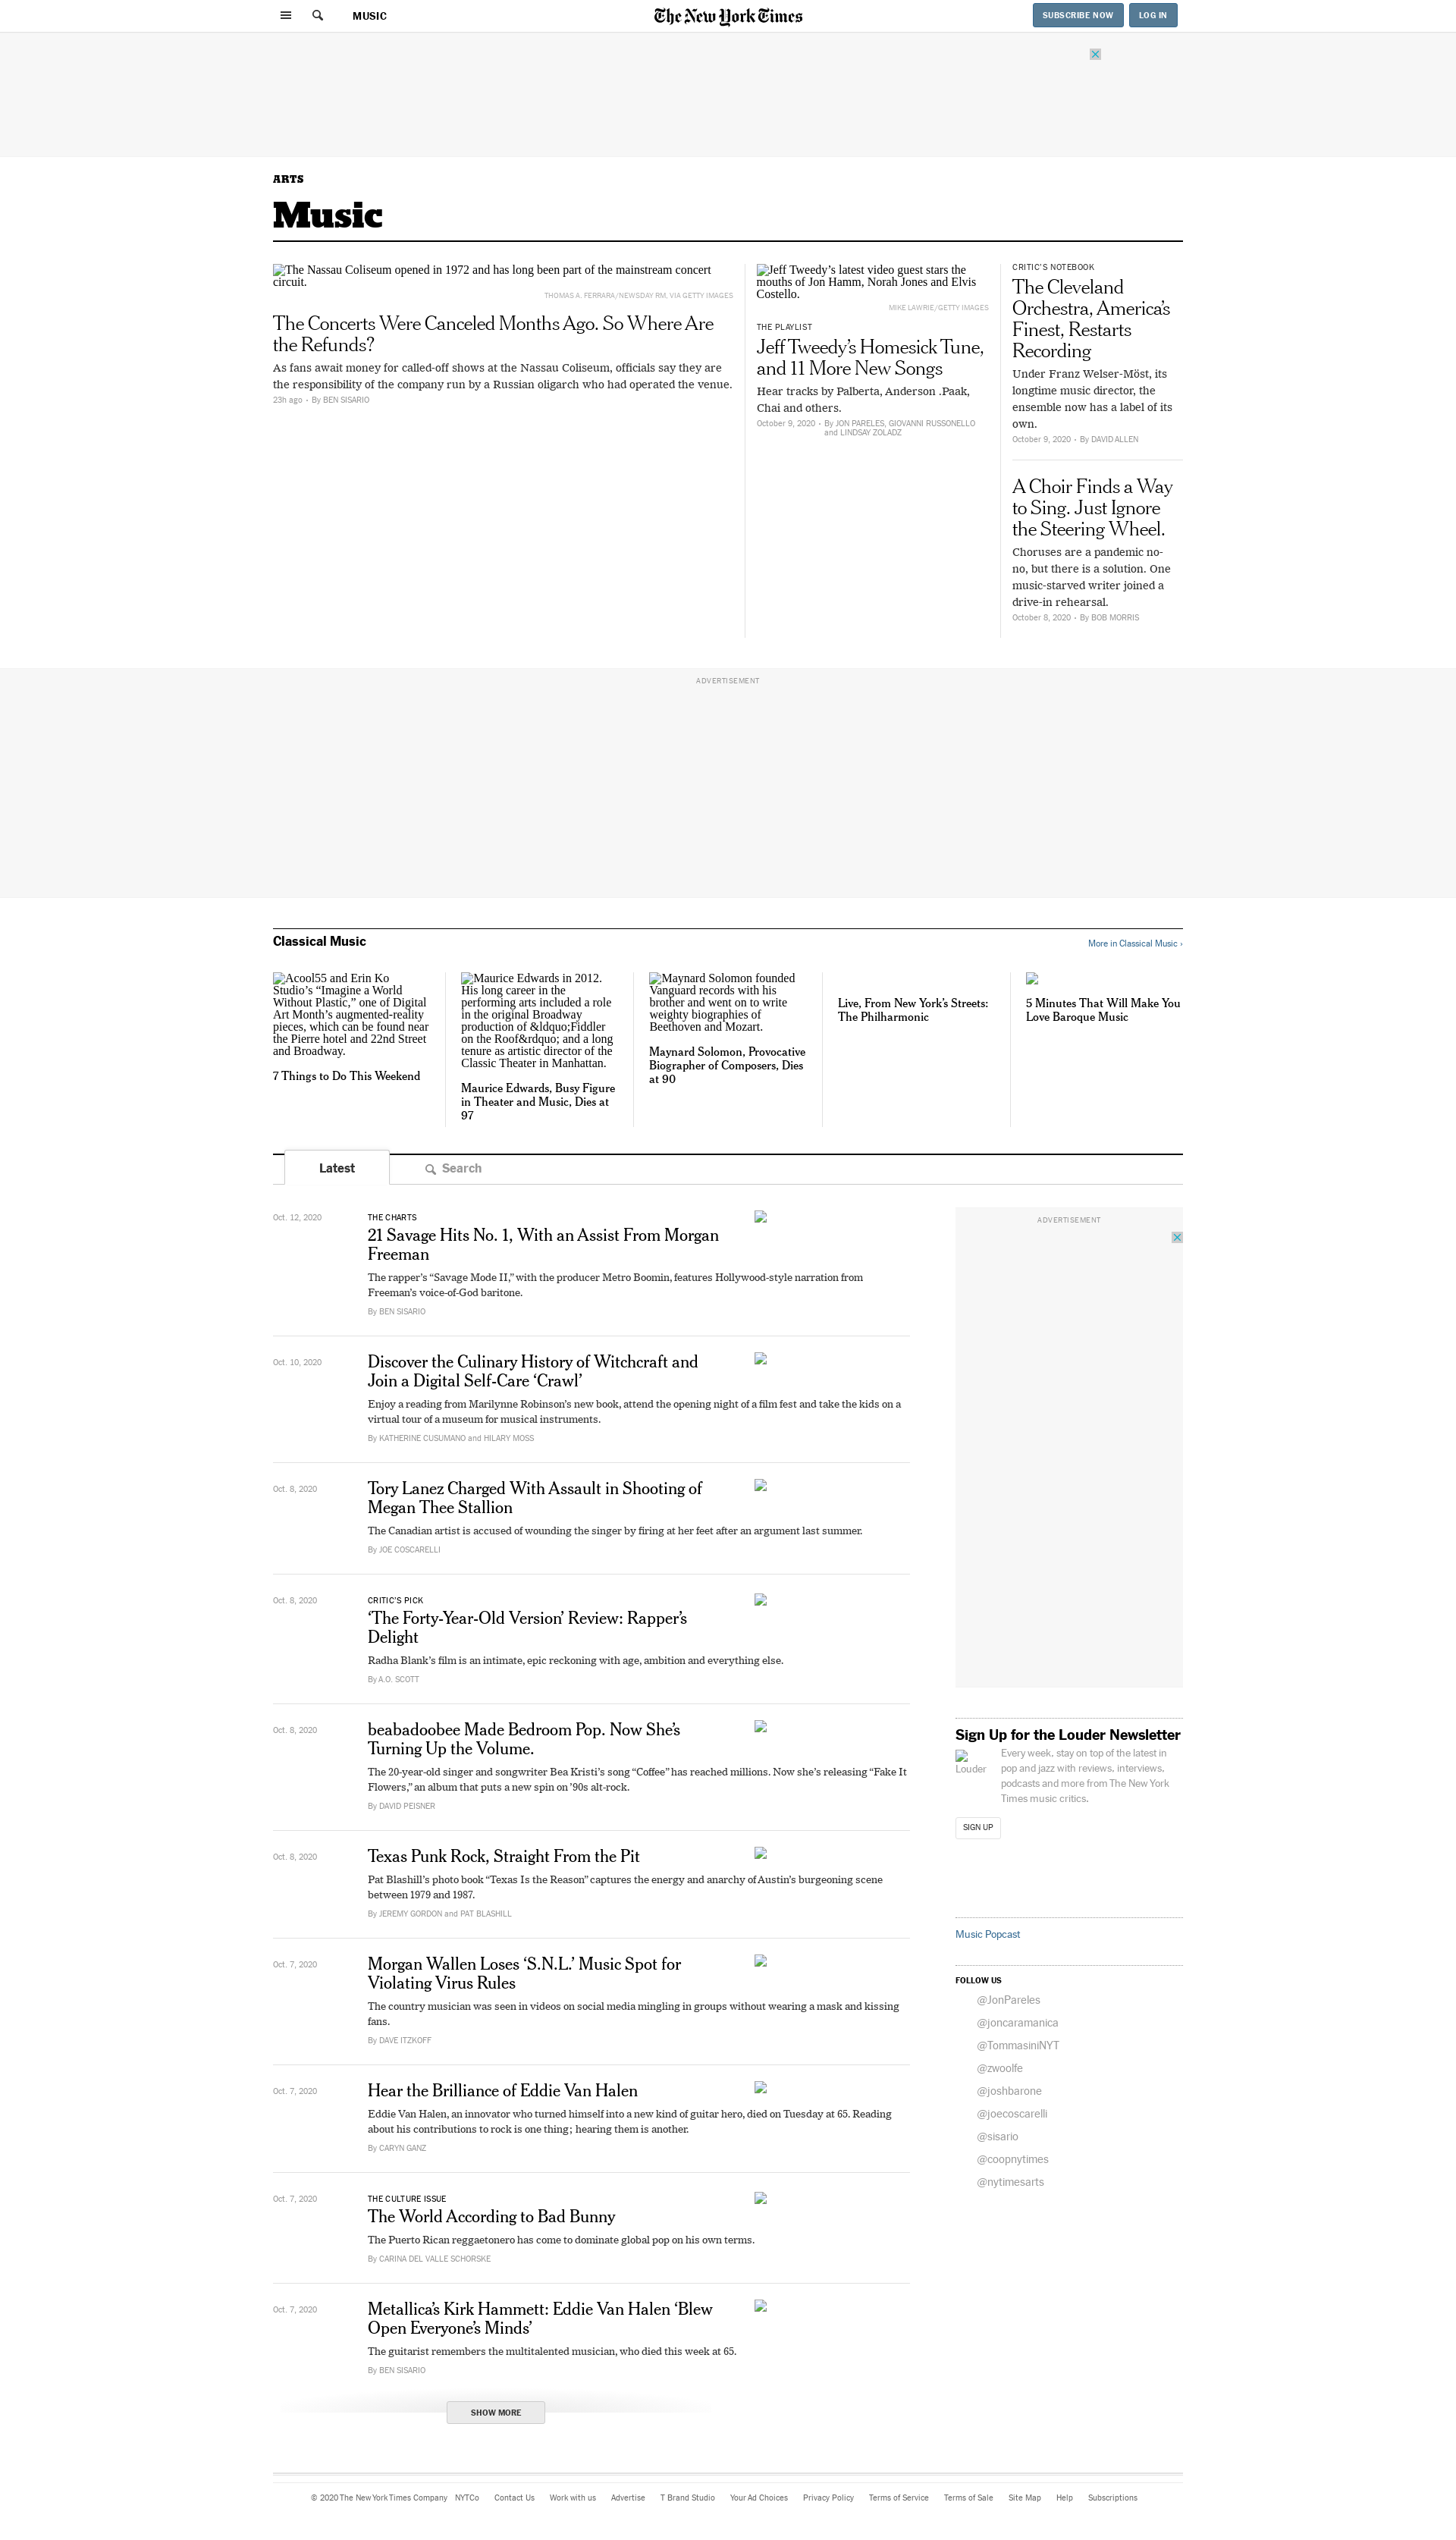 MUSIC
The New York Times
SUBSCRIBE NOW
LOG IN
ARTS
Music
The Nassau Coliseum opened in 1972 and has long been part of the mainstream concert
circuit.
THOMAS A. FERRARA/NEWSDAY RM, VIA GETTY IMAGES
The Concerts Were Canceled Months Ago. So Where Are
the Refunds?
As fans await money for called-off shows at the Nassau Coliseum, officials say they are
the responsibility of the company run by a Russian oligarch who had operated the venue.
23h ago • By BEN SISARIO
Jeff Tweedy’s latest video guest stars the
mouths of Jon Hamm, Norah Jones and Elvis
Costello.
MIKE LAWRIE/GETTY IMAGES
THE PLAYLIST
Jeff Tweedy’s Homesick Tune,
and 11 More New Songs
Hear tracks by Palberta, Anderson .Paak,
Chai and others.
October 9, 2020 • By JON PARELES, GIOVANNI RUSSONELLO
and LINDSAY ZOLADZ
CRITIC’S NOTEBOOK
The Cleveland
Orchestra, America’s
Finest, Restarts
Recording
Under Franz Welser-Möst, its
longtime music director, the
ensemble now has a label of its
own.
October 9, 2020 • By DAVID ALLEN
A Choir Finds a Way
to Sing. Just Ignore
the Steering Wheel.
Choruses are a pandemic no-
no, but there is a solution. One
music-starved writer joined a
drive-in rehearsal.
October 8, 2020 • By BOB MORRIS
ADVERTISEMENT
Classical Music
More in Classical Music ›
Acool55 and Erin Ko
Studio’s “Imagine a World
Without Plastic,” one of Digital
Art Month’s augmented-reality
pieces, which can be found near
the Pierre hotel and 22nd Street
and Broadway.
7 Things to Do This Weekend
Maurice Edwards in 2012.
His long career in the
performing arts included a role
in the original Broadway
production of &ldquo;Fiddler
on the Roof&rdquo; and a long
tenure as artistic director of the
Classic Theater in Manhattan.
Maurice Edwards, Busy Figure
in Theater and Music, Dies at
97
Maynard Solomon founded
Vanguard records with his
brother and went on to write
weighty biographies of
Beethoven and Mozart.
Maynard Solomon, Provocative
Biographer of Composers, Dies
at 90
Live, From New York’s Streets:
The Philharmonic
5 Minutes That Will Make You
Love Baroque Music
Latest
Search
Oct. 12, 2020
THE CHARTS
21 Savage Hits No. 1, With an Assist From Morgan
Freeman
The rapper’s “Savage Mode II,” with the producer Metro Boomin, features Hollywood-style narration from
Freeman’s voice-of-God baritone.
By BEN SISARIO
Oct. 10, 2020
Discover the Culinary History of Witchcraft and
Join a Digital Self-Care ‘Crawl’
Enjoy a reading from Marilynne Robinson’s new book, attend the opening night of a film fest and take the kids on a
virtual tour of a museum for musical instruments.
By KATHERINE CUSUMANO and HILARY MOSS
Oct. 8, 2020
Tory Lanez Charged With Assault in Shooting of
Megan Thee Stallion
The Canadian artist is accused of wounding the singer by firing at her feet after an argument last summer.
By JOE COSCARELLI
Oct. 8, 2020
CRITIC’S PICK
‘The Forty-Year-Old Version’ Review: Rapper’s
Delight
Radha Blank’s film is an intimate, epic reckoning with age, ambition and everything else.
By A.O. SCOTT
Oct. 8, 2020
beabadoobee Made Bedroom Pop. Now She’s
Turning Up the Volume.
The 20-year-old singer and songwriter Bea Kristi’s song “Coffee” has reached millions. Now she’s releasing “Fake It
Flowers,” an album that puts a new spin on ’90s alt-rock.
By DAVID PEISNER
Oct. 8, 2020
Texas Punk Rock, Straight From the Pit
Pat Blashill’s photo book “Texas Is the Reason” captures the energy and anarchy of Austin’s burgeoning scene
between 1979 and 1987.
By JEREMY GORDON and PAT BLASHILL
Oct. 7, 2020
Morgan Wallen Loses ‘S.N.L.’ Music Spot for
Violating Virus Rules
The country musician was seen in videos on social media mingling in groups without wearing a mask and kissing
fans.
By DAVE ITZKOFF
Oct. 7, 2020
Hear the Brilliance of Eddie Van Halen
Eddie Van Halen, an innovator who turned himself into a new kind of guitar hero, died on Tuesday at 65. Reading
about his contributions to rock is one thing; hearing them is another.
By CARYN GANZ
Oct. 7, 2020
THE CULTURE ISSUE
The World According to Bad Bunny
The Puerto Rican reggaetonero has come to dominate global pop on his own terms.
By CARINA DEL VALLE SCHORSKE
Oct. 7, 2020
Metallica’s Kirk Hammett: Eddie Van Halen ‘Blew
Open Everyone’s Minds’
The guitarist remembers the multitalented musician, who died this week at 65.
By BEN SISARIO
SHOW MORE
ADVERTISEMENT
Sign Up for the Louder Newsletter
Louder
Every week, stay on top of the latest in
pop and jazz with reviews, interviews,
podcasts and more from The New York
Times music critics.
SIGN UP
Music Popcast
FOLLOW US
@JonPareles
@joncaramanica
@TommasiniNYT
@zwoolfe
@joshbarone
@joecoscarelli
@sisario
@coopnytimes
@nytimesarts
© 2020 The New York Times Company NYTCo Contact Us Work with us Advertise T Brand Studio Your Ad Choices Privacy Policy Terms of Service Terms of Sale Site Map Help Subscriptions